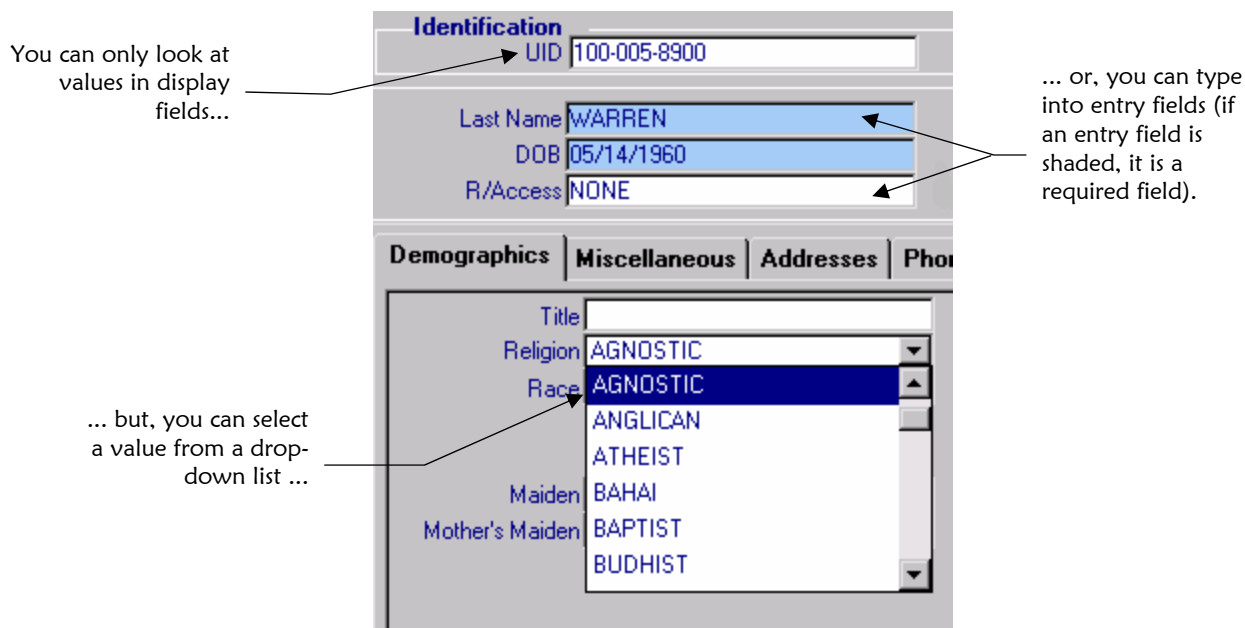 You can only look at
values in display
fields...
Identification
UID 100-005-8900
Last Name WARREN
DOB 05/14/1960
R/Access NONE
... or, you can type
into entry fields (if
an entry field is
shaded, it is a
required field).
Demographics Miscellaneous Addresses Phon
Title
Religion AGNOSTIC
Race AGNOSTIC
ANGLICAN
ATHEIST
Maiden BAHAI
Mother's Maiden BAPTIST
BUDHIST
... but, you can select
a value from a drop-
down list ...